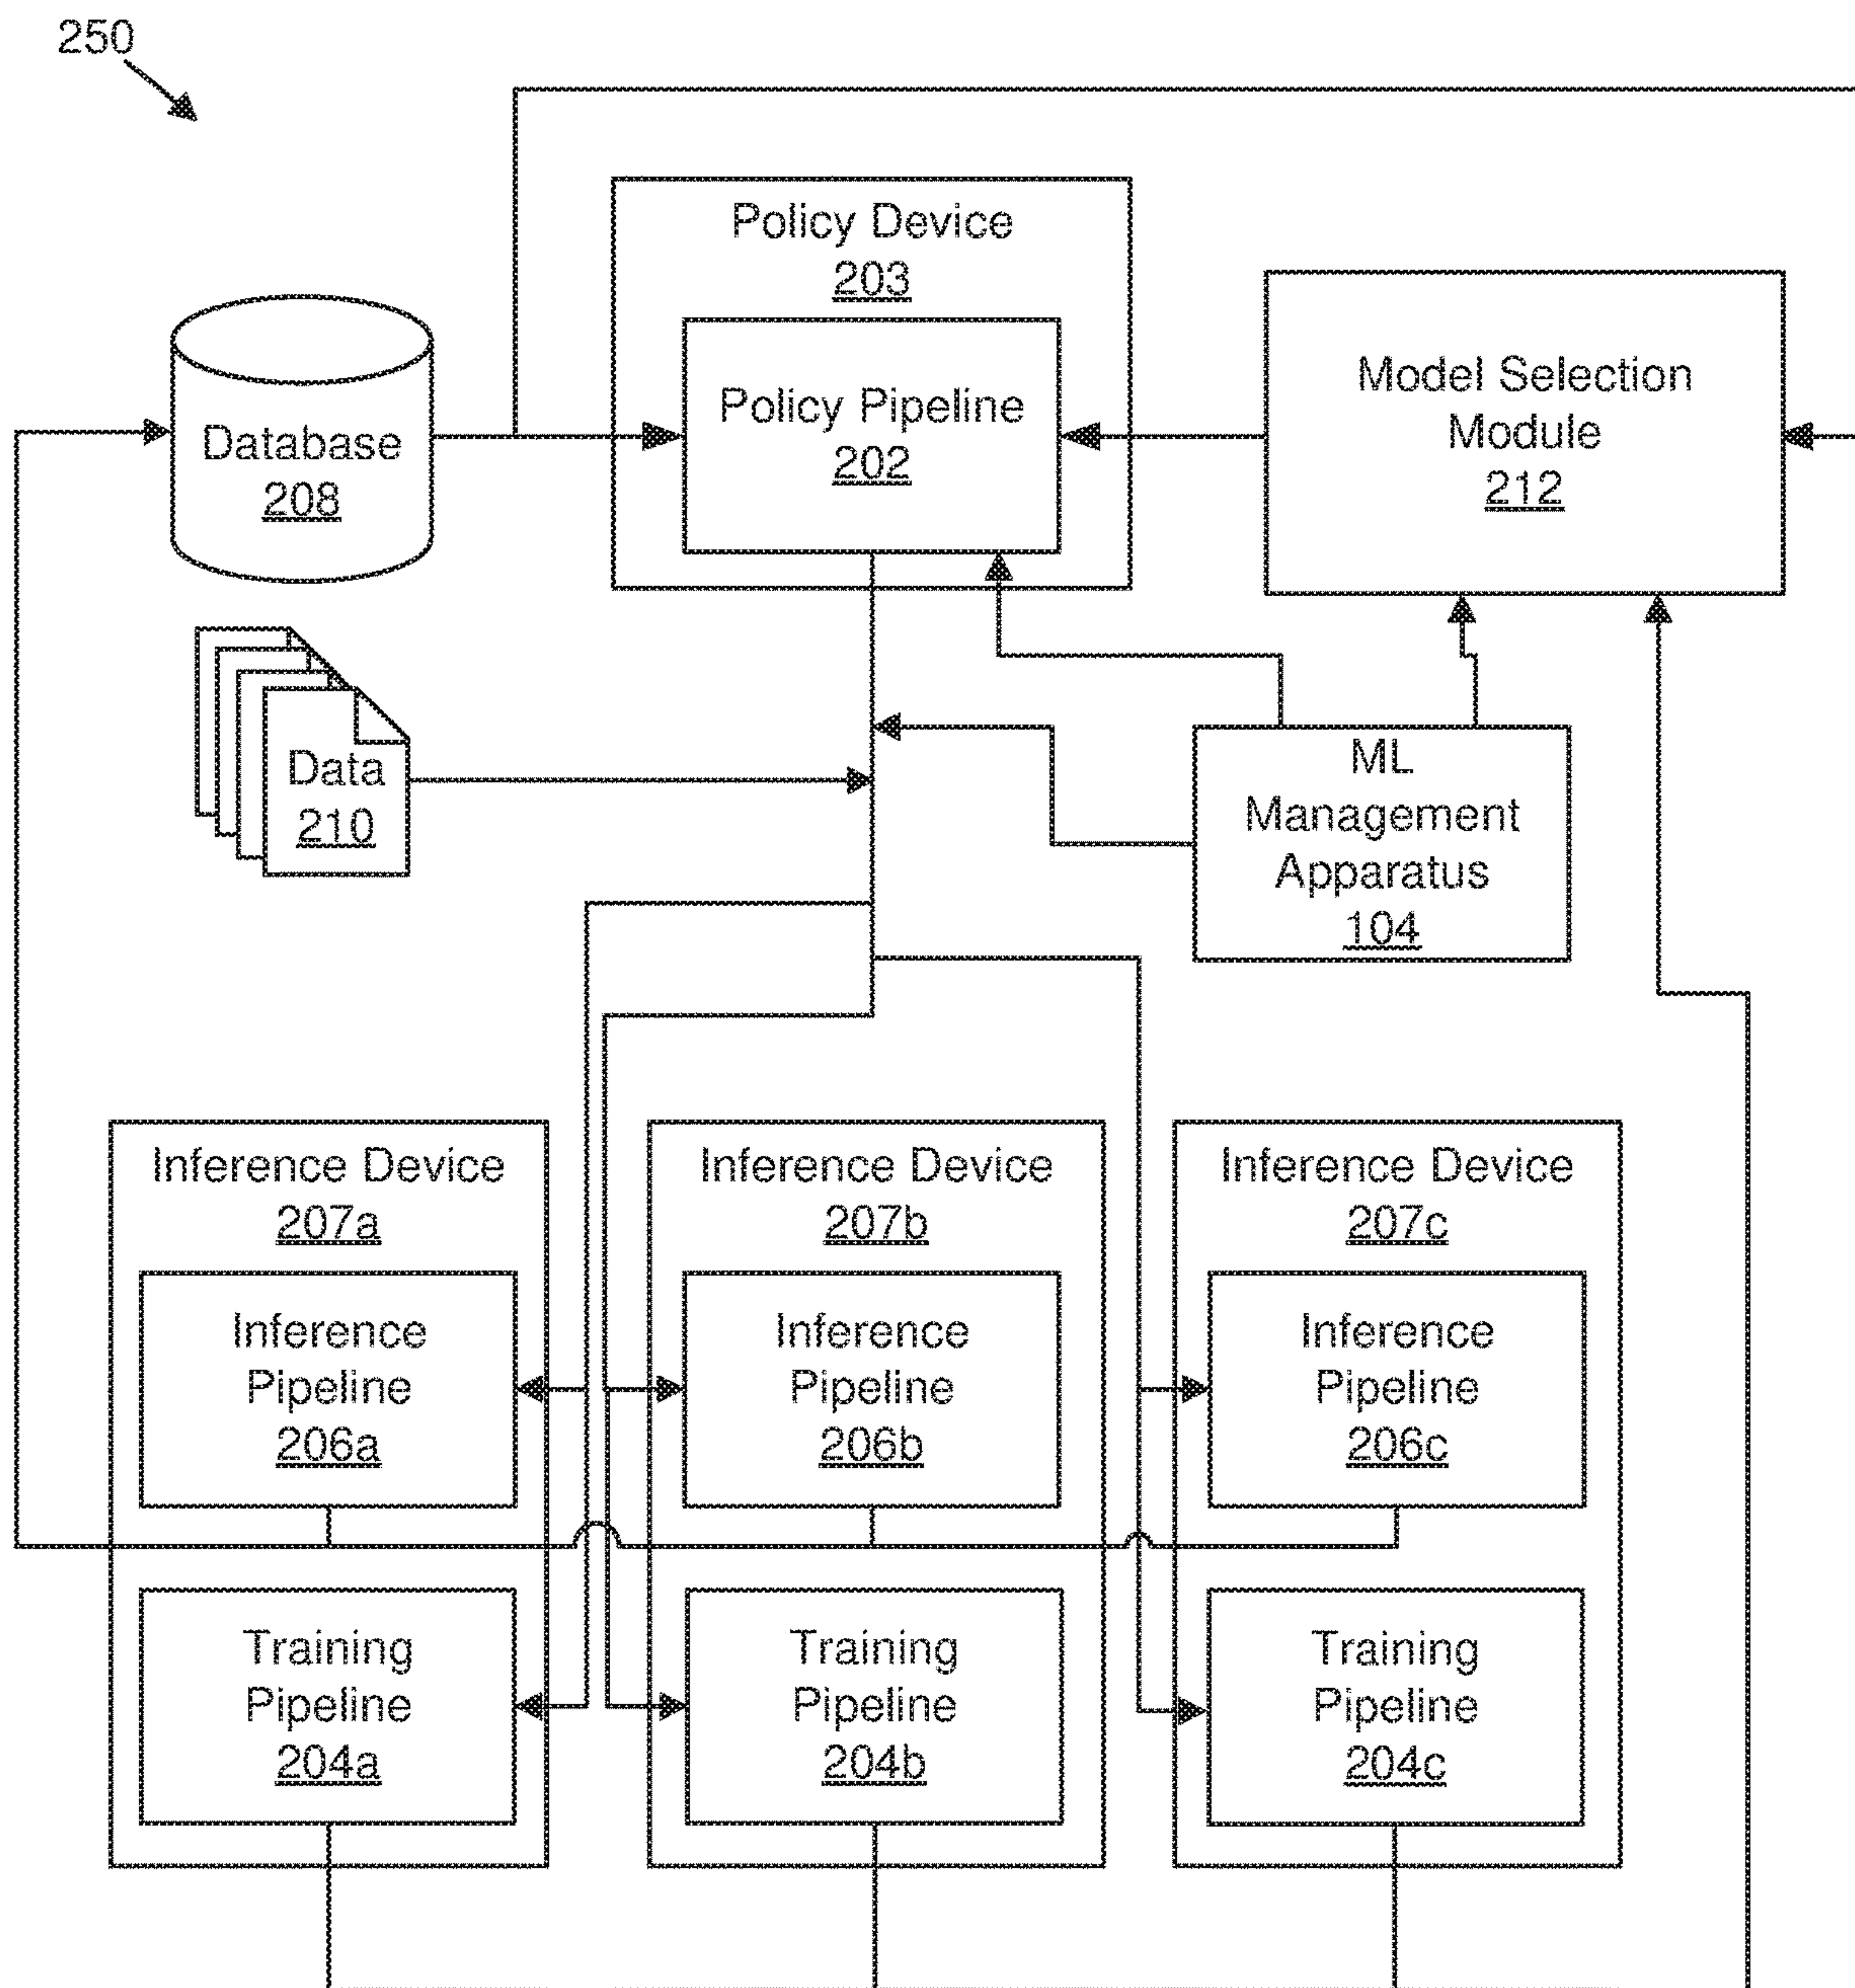 250
Policy Device
203
Policy Pipeline
202
Database
208
Model Selection
Module
212
Data
210
ML
Management
Apparatus
104
Inference Device
207a
Inference
Pipeline
206a
Training
Pipeline
204a
Inference Device
207b
Inference
Pipeline
206b
Training
Pipeline
204b
Inference Device
207c
Inference
Pipeline
206c
Training
Pipeline
204c